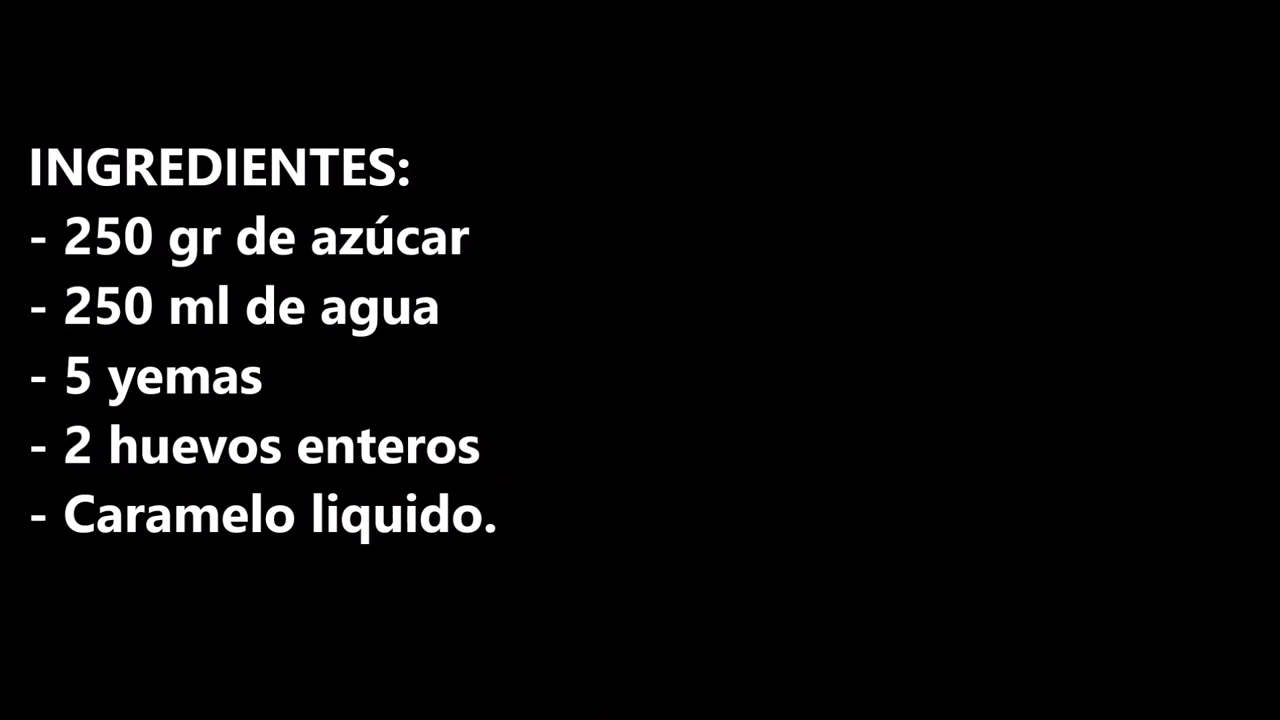 INGREDIENTES:
- 250 gr de azúcar
- 250 ml de agua
- 5 yemas
- 2 huevos enteros
- Caramelo liquido.